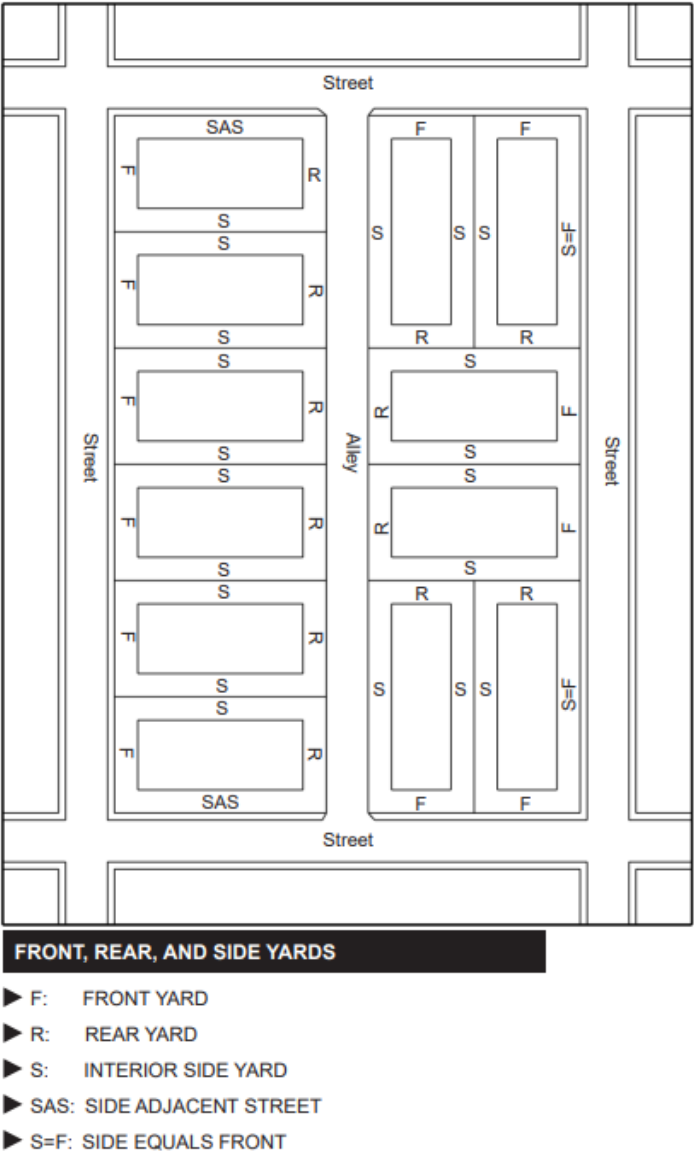 Street
SAS
F
R
S
S
F
R
S
S
F
R
S
S
F
R
S
S
F
R
S
S
F
R
SAS
Street
Alley
F
F
S
S
S
S=F
R
R
S
R
F
S
S
R
F
S
R
R
S
S
S
S=F
F
F
Street
Street
FRONT, REAR, AND SIDE YARDS
▶ F: FRONT YARD
▶ R: REAR YARD
▶ S: INTERIOR SIDE YARD
▶ SAS: SIDE ADJACENT STREET
▶ S=F: SIDE EQUALS FRONT